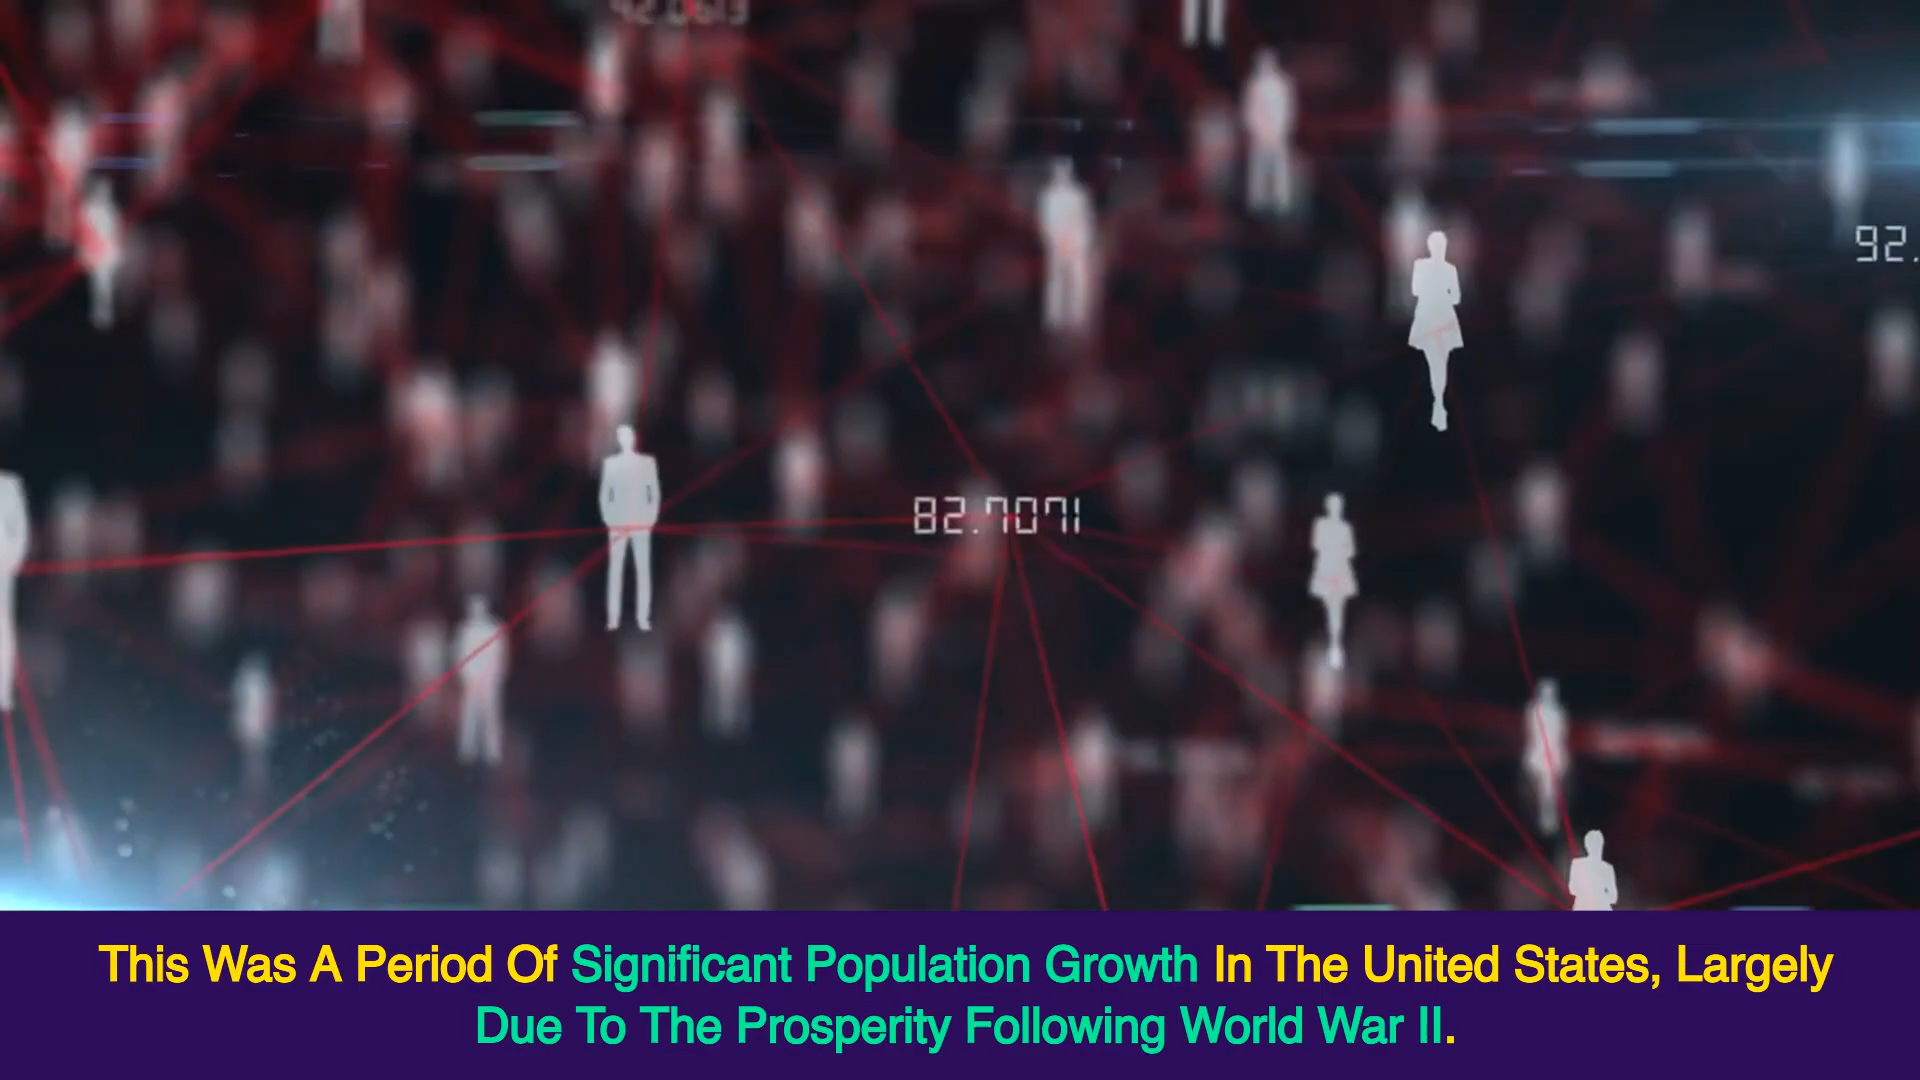 92.
82.7071
This Was A Period Of Significant Population Growth In The United States, Largely
Due To The Prosperity Following World War II.